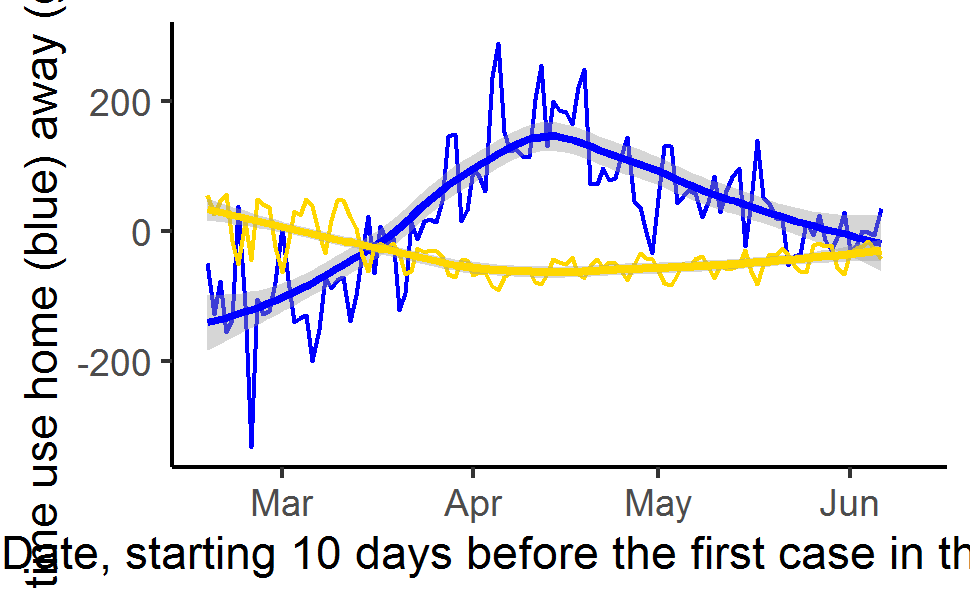 time use home (blue) away (
200
0
-200
Mar Apr May Jun
Date, starting 10 days before the first case in th